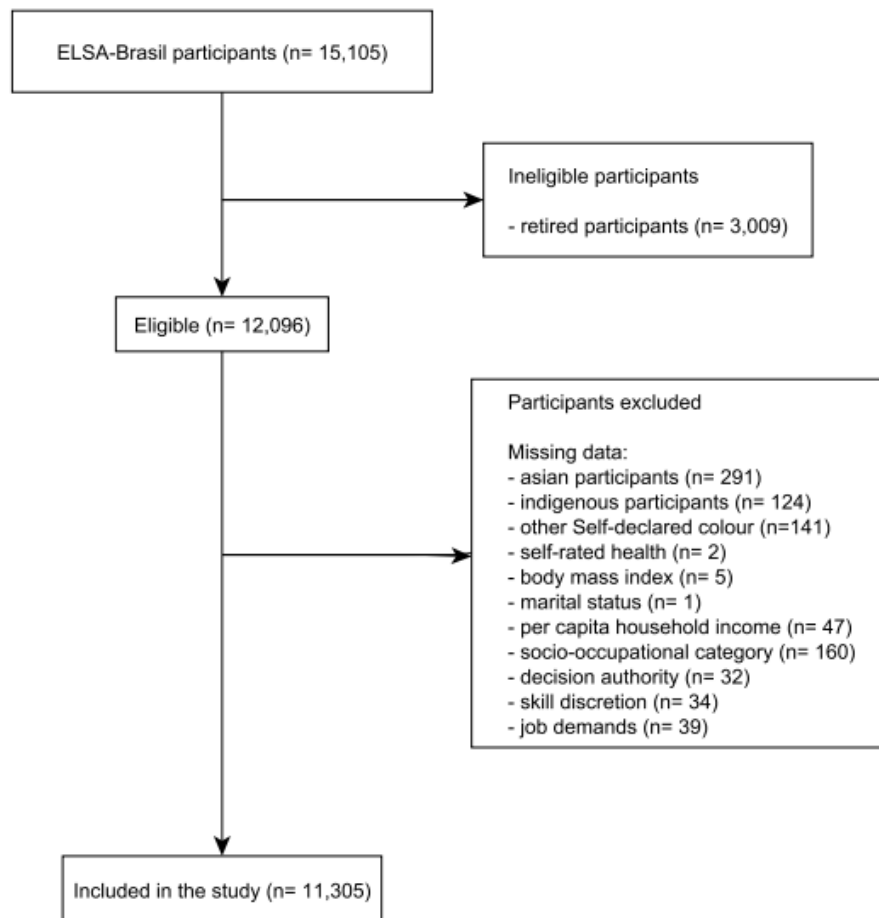 ELSA-Brasil participants (n= 15,105)
Ineligible participants
- retired participants (n= 3,009)
Eligible (n= 12,096)
Participants excluded
Missing data:
- asian participants (n= 291)
- indigenous participants (n= 124)
- other Self-declared colour (n=141)
- self-rated health (n= 2)
- body mass index (n= 5)
- marital status (n= 1)
- per capita household income (n= 47)
- socio-occupational category (n= 160)
- decision authority (n= 32)
- skill discretion (n= 34)
- job demands (n= 39)
Included in the study (n= 11,305)